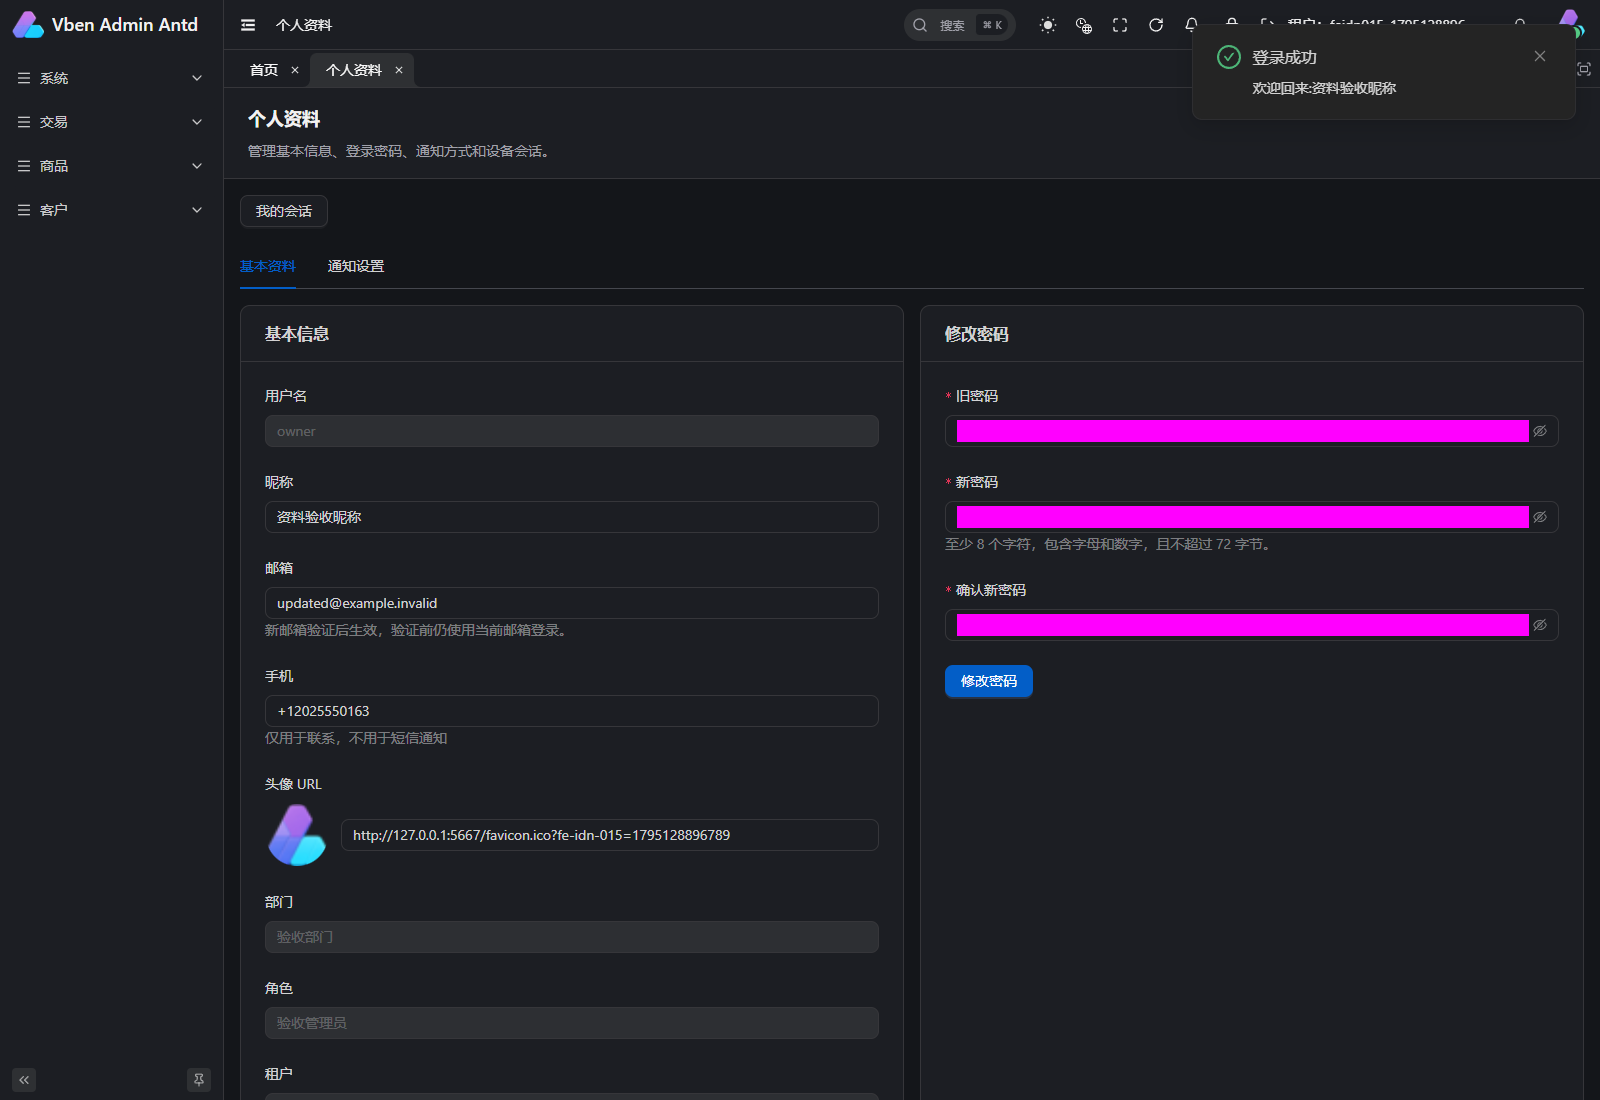 Vben Admin Antd
个人资料
搜索
⌘ K
系统
交易
商品
客户
首页
个人资料
登录成功
欢迎回来:资料验收昵称
个人资料
管理基本信息、登录密码、通知方式和设备会话。
我的会话
基本资料
通知设置
基本信息
用户名
owner
昵称
资料验收昵称
邮箱
updated@example.invalid
新邮箱验证后生效，验证前仍使用当前邮箱登录。
手机
+12025550163
仅用于联系，不用于短信通知
头像 URL
http://127.0.0.1:5667/favicon.ico?fe-idn-015=1795128896789
部门
验收部门
角色
验收管理员
租户
修改密码
* 旧密码
* 新密码
至少 8 个字符，包含字母和数字，且不超过 72 字节。
* 确认新密码
修改密码